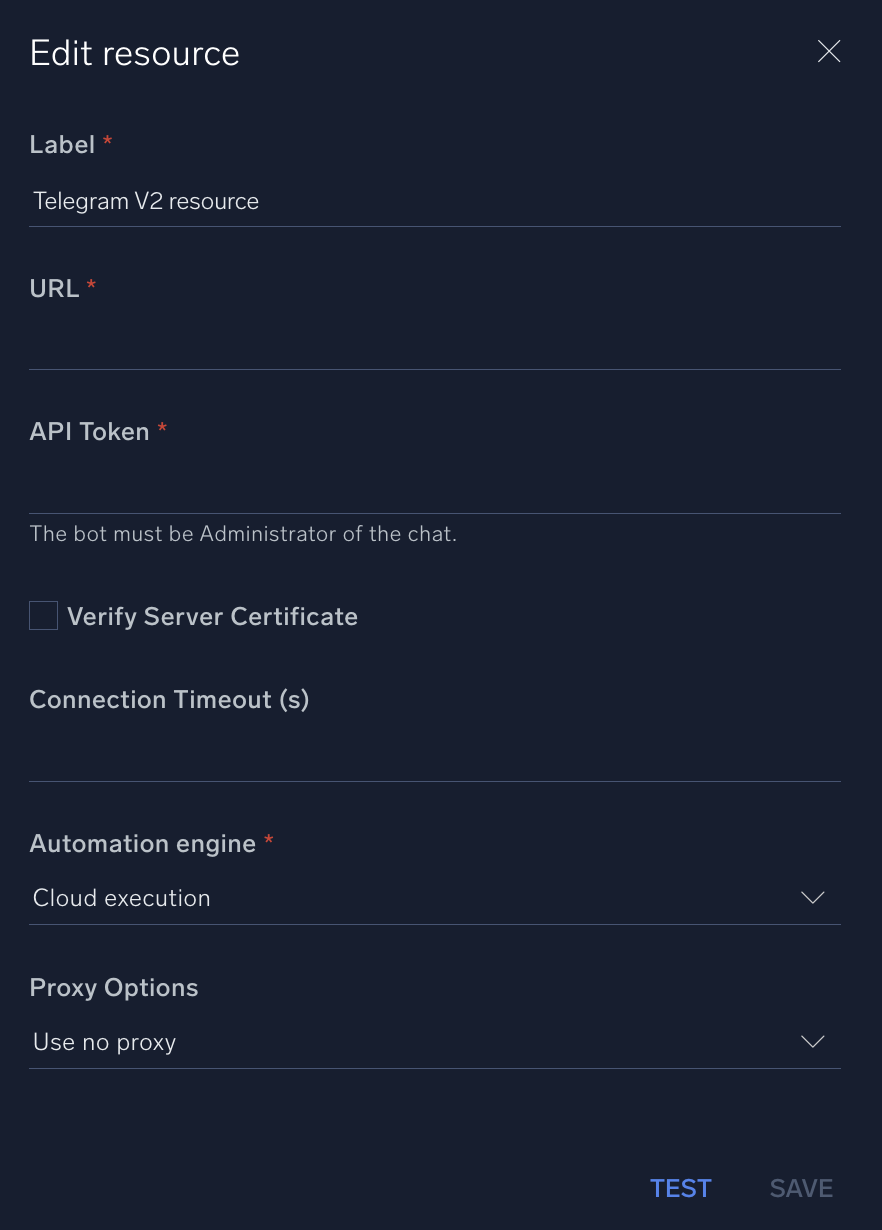 Edit resource
Label *
Telegram V2 resource
URL *
API Token *
The bot must be Administrator of the chat.
Verify Server Certificate
Connection Timeout (s)
Automation engine *
Cloud execution
Proxy Options
Use no proxy
TEST SAVE